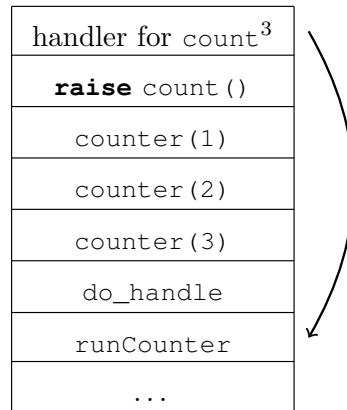 handler for count³
raise count()
counter(1)
counter(2)
counter(3)
do_handle
runCounter
...